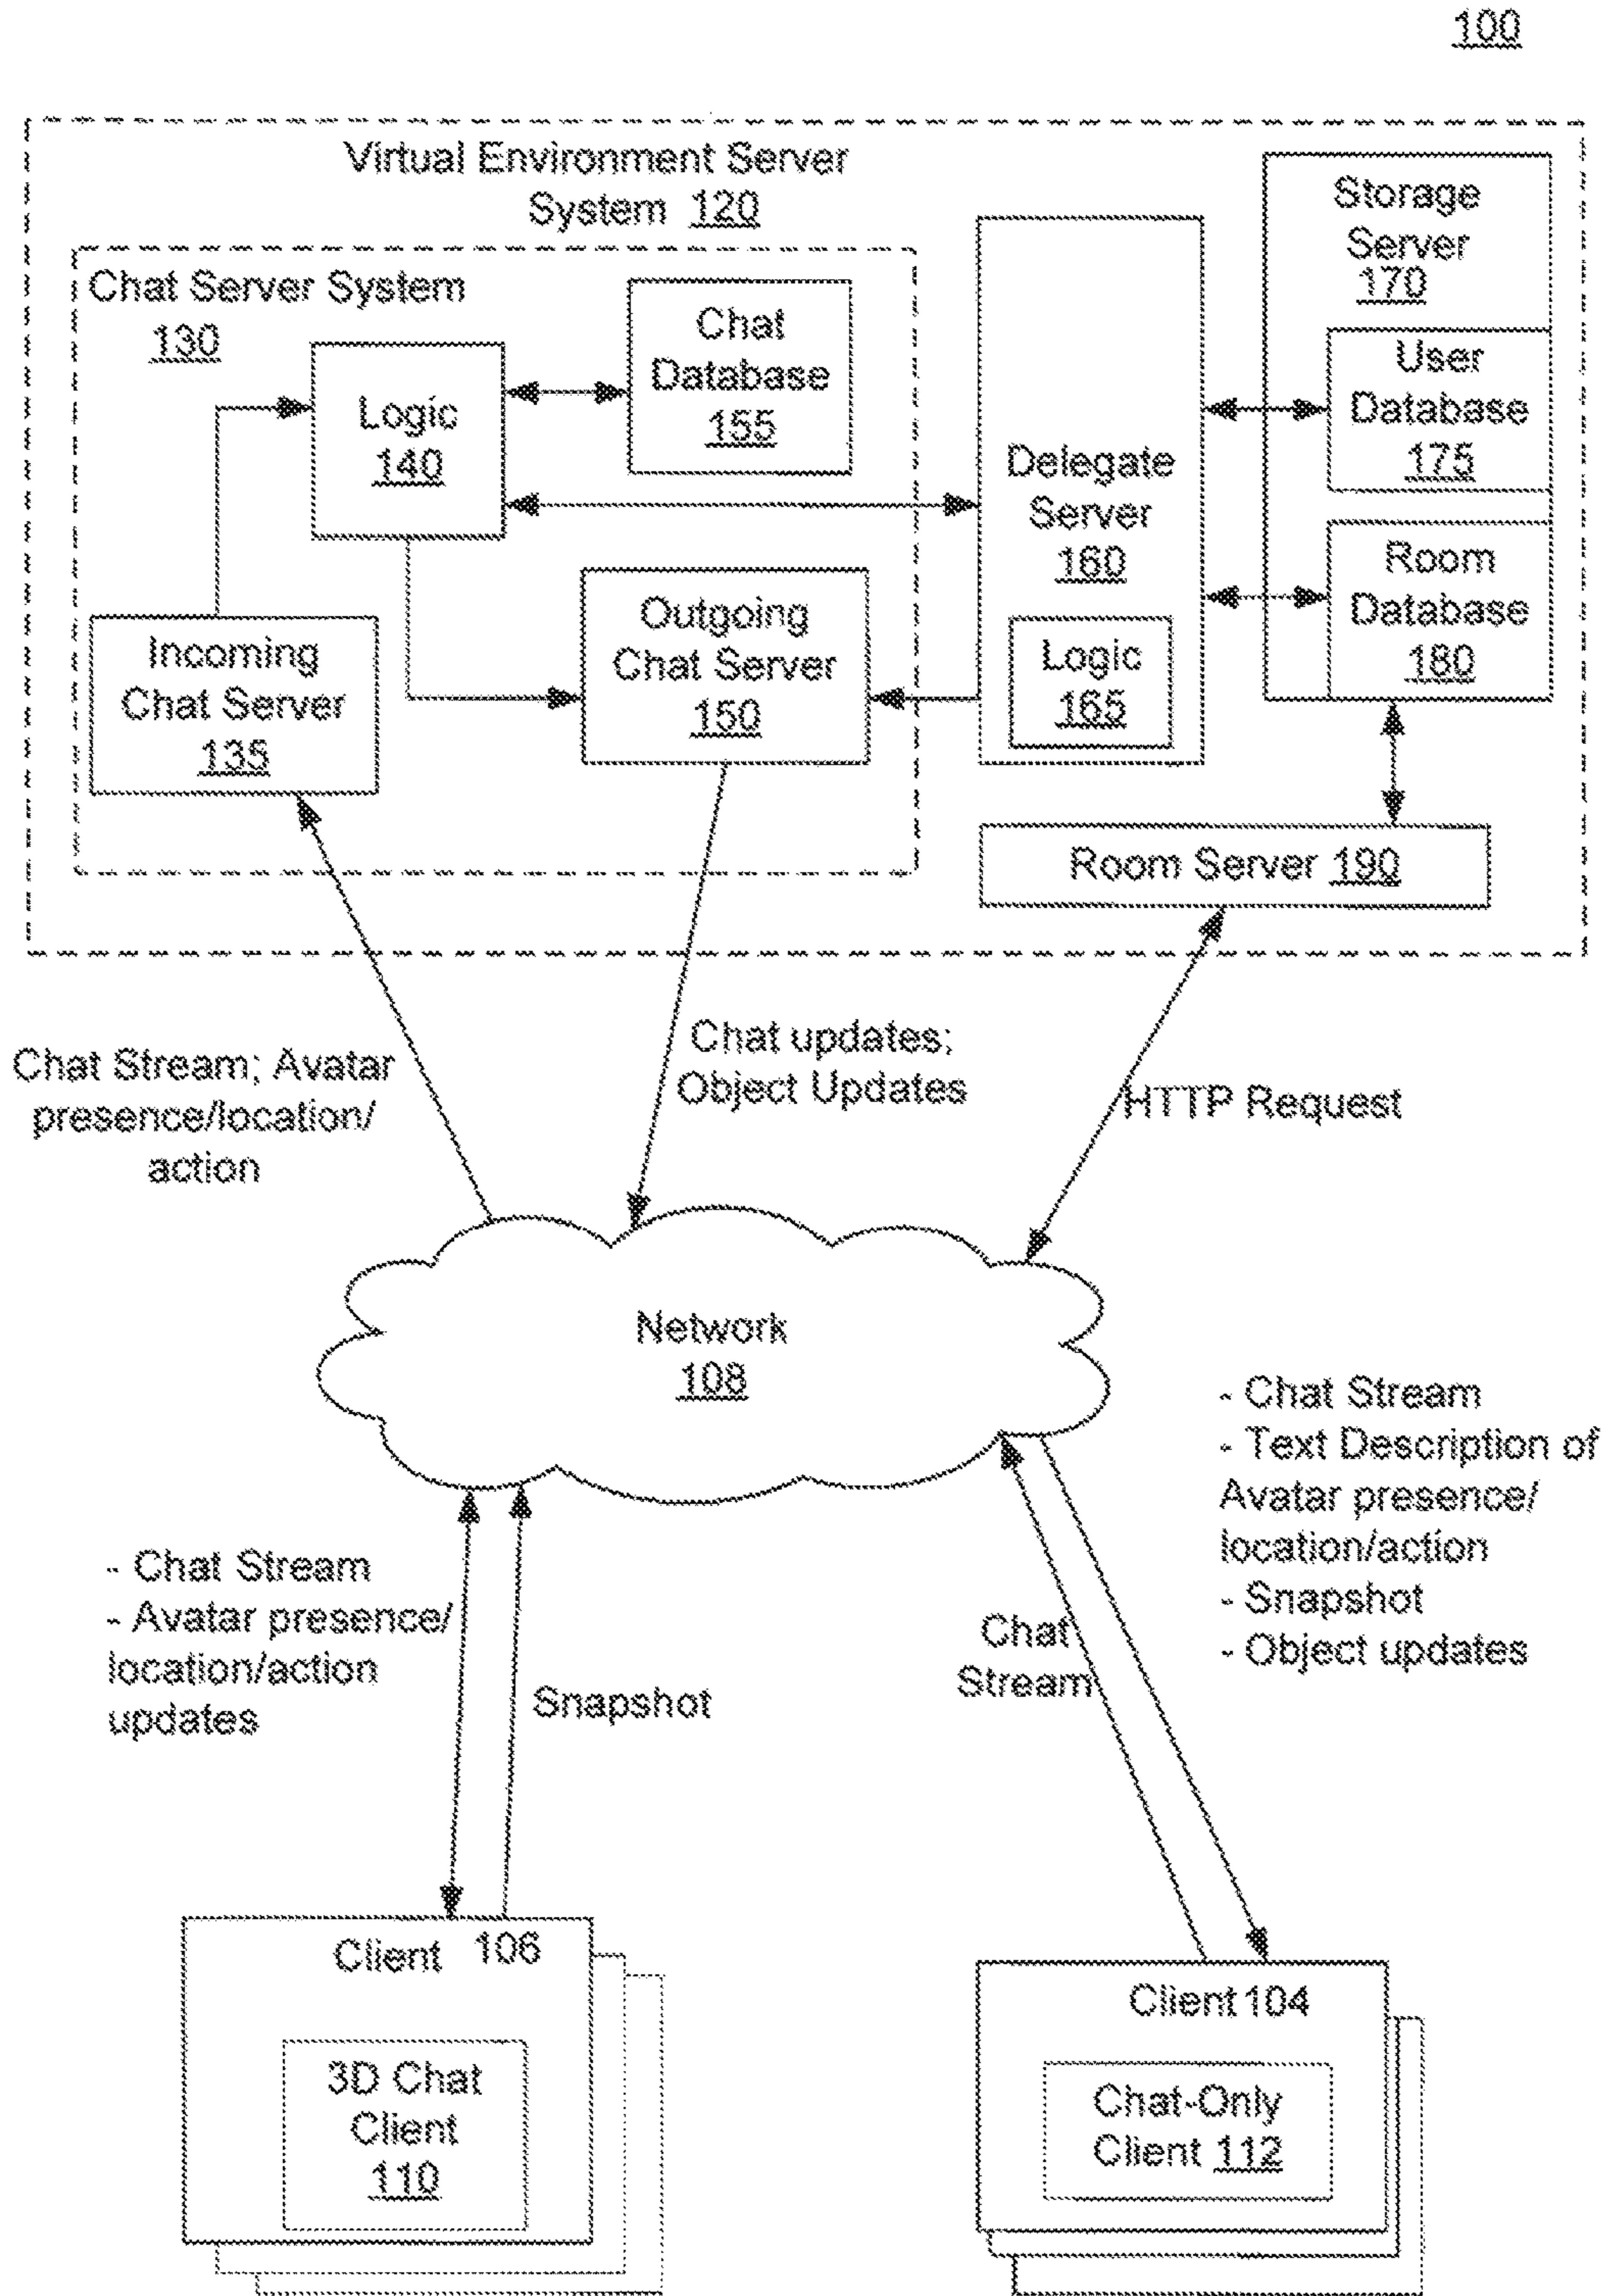 100
Virtual Environment Server
System 120
Chat Server System
130
Logic
140
Chat
Database
155
Incoming
Chat Server
135
Outgoing
Chat Server
150
Delegate
Server
160
Logic
165
Storage
Server
170
User
Database
175
Room
Database
180
Room Server 190
Chat Stream; Avatar
presence/location/
action
Chat updates;
Object Updates
HTTP Request
Network
108
- Chat Stream
- Avatar presence/
location/action
updates
Snapshot
Chat
Stream
- Chat Stream
- Text Description of
Avatar presence/
location/action
- Snapshot
- Object updates
Client 106
3D Chat
Client
110
Client 104
Chat-Only
Client 112